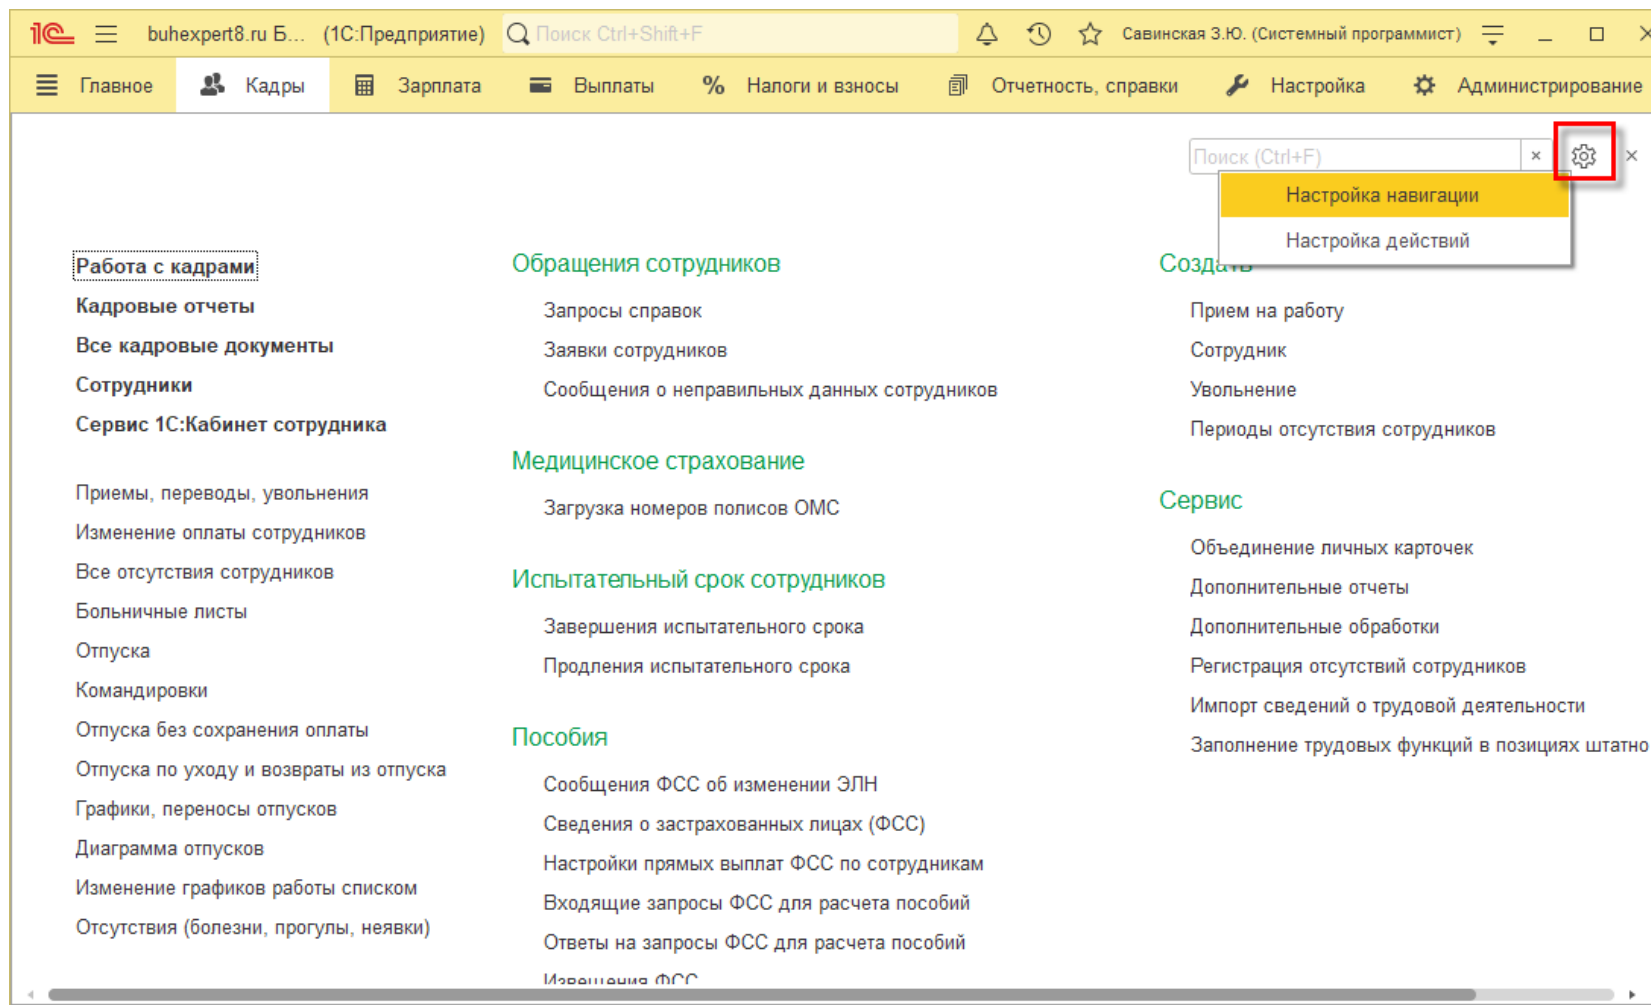 1С buhexpert8.ru Б... (1С:Предприятие) Поиск Ctrl+Shift+F Савинская З.Ю. (Системный программист)
Главное Кадры Зарплата Выплаты % Налоги и взносы Отчетность, справки Настройка Администрирование
Поиск (Ctrl+F) ×
Настройка навигации
Настройка действий
Работа с кадрами
Кадровые отчеты
Все кадровые документы
Сотрудники
Сервис 1С:Кабинет сотрудника
Приемы, переводы, увольнения
Изменение оплаты сотрудников
Все отсутствия сотрудников
Больничные листы
Отпуска
Командировки
Отпуска без сохранения оплаты
Отпуска по уходу и возвраты из отпуска
Графики, переносы отпусков
Диаграмма отпусков
Изменение графиков работы списком
Отсутствия (болезни, прогулы, неявки)
Обращения сотрудников
Запросы справок
Заявки сотрудников
Сообщения о неправильных данных сотрудников
Медицинское страхование
Загрузка номеров полисов ОМС
Испытательный срок сотрудников
Завершения испытательного срока
Продления испытательного срока
Пособия
Сообщения ФСС об изменении ЭЛН
Сведения о застрахованных лицах (ФСС)
Настройки прямых выплат ФСС по сотрудникам
Входящие запросы ФСС для расчета пособий
Ответы на запросы ФСС для расчета пособий
Извещения ФСС
Создать
Прием на работу
Сотрудник
Увольнение
Периоды отсутствия сотрудников
Сервис
Объединение личных карточек
Дополнительные отчеты
Дополнительные обработки
Регистрация отсутствий сотрудников
Импорт сведений о трудовой деятельности
Заполнение трудовых функций в позициях штатно